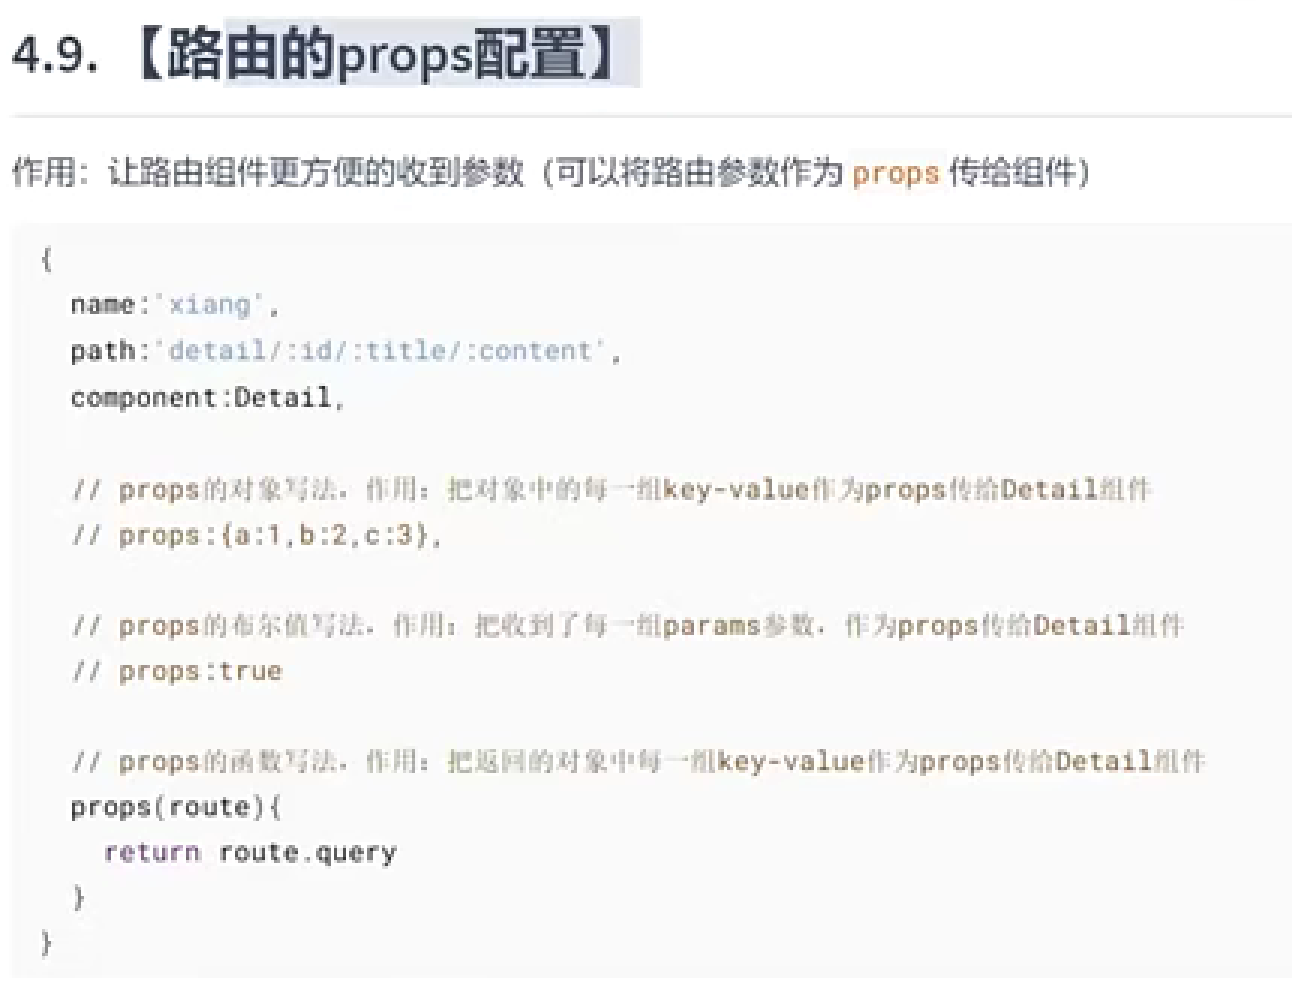 4.9. 【路由的props配置】
作用：让路由组件更方便的收到参数（可以将路由参数作为 props 传给组件）
{
  name:'xiang',
  path:'detail/:id/:title/:content',
  component:Detail,
  // props的对象写法，作用：把对象中的每一组key-value作为props传给Detail组件
  // props:{a:1,b:2,c:3},
  // props的布尔值写法，作用：把收到了每一组params参数，作为props传给Detail组件
  // props:true
  // props的函数写法，作用：把返回的对象中每一组key-value作为props传给Detail组件
  props(route){
    return route.query
  }
}